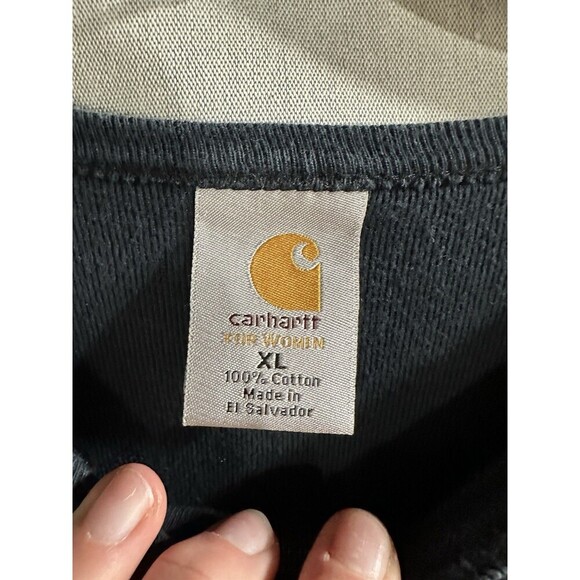 carhartt
FOR WOMEN
XL
100% Cotton
Made in
El Salvador